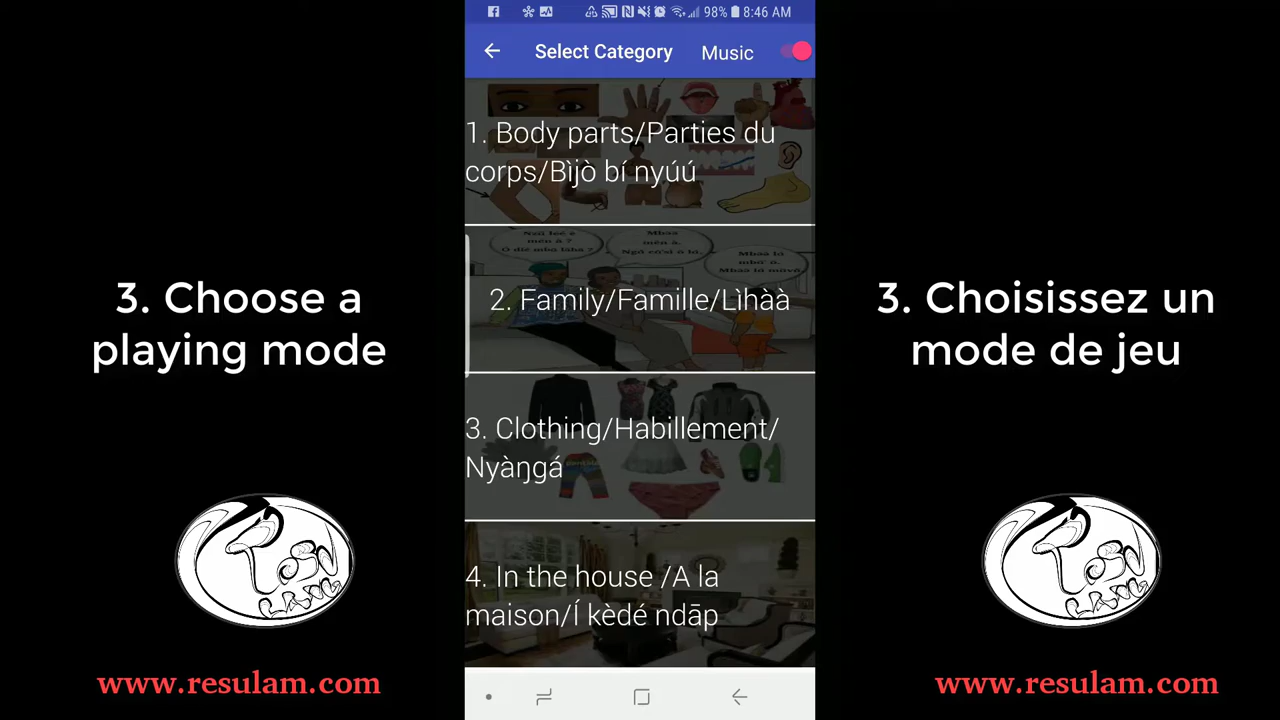 98% 8:46 AM
Select Category Music
1. Body parts/Parties du
corps/Bìjò bí nyúú
2. Family/Famille/Lìhàà
3. Clothing/Habillement/
Nyàŋgá
4. In the house /A la
maison/Í kèdé ndāp
3. Choose a
playing mode
www.resulam.com
3. Choisissez un
mode de jeu
www.resulam.com